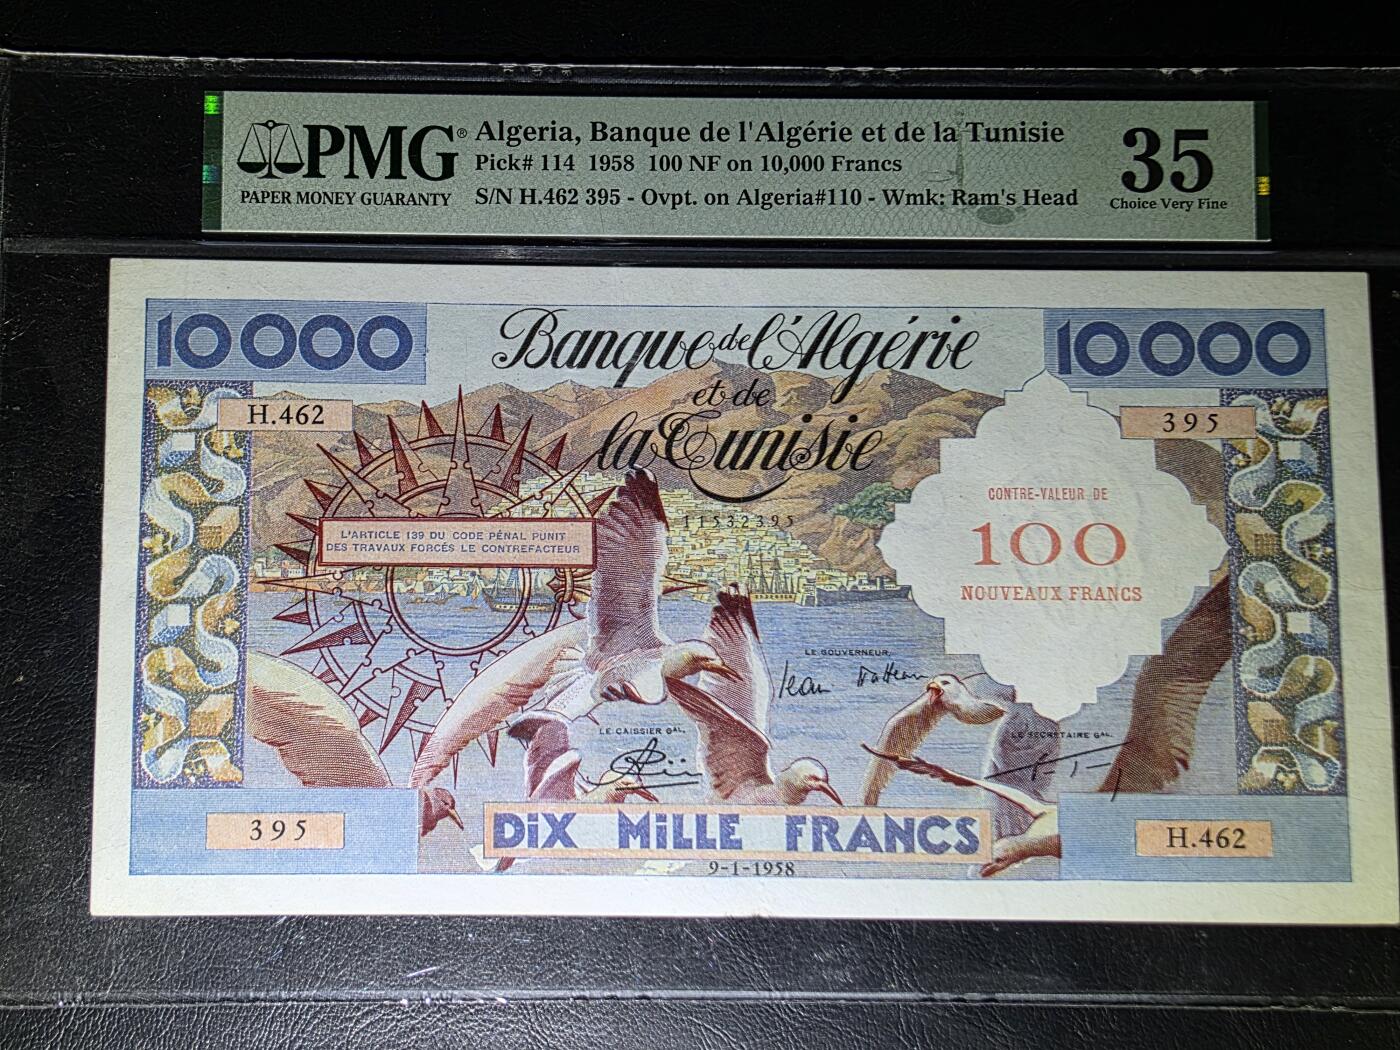 PMG®
PAPER MONEY GUARANTY
Algeria, Banque de l'Algérie et de la Tunisie
Pick# 114 1958 100 NF on 10,000 Francs
S/N H.462 395 - Ovpt. on Algeria#110 - Wmk: Ram's Head
35
Choice Very Fine
10000
Banque de l'Algérie
10000
et de
la Tunisie
H.462
395
CONTRE-VALEUR DE
100
NOUVEAUX FRANCS
11532395
L'ARTICLE 139 DU CODE PÉNAL PUNIT
DES TRAVAUX FORCÉS LE CONTREFACTEUR
LE GOUVERNEUR,
LE CAISSIER GAL,
LE SECRÉTAIRE GAL,
395
DiX MiLLE FRANCS
H.462
9-1-1958